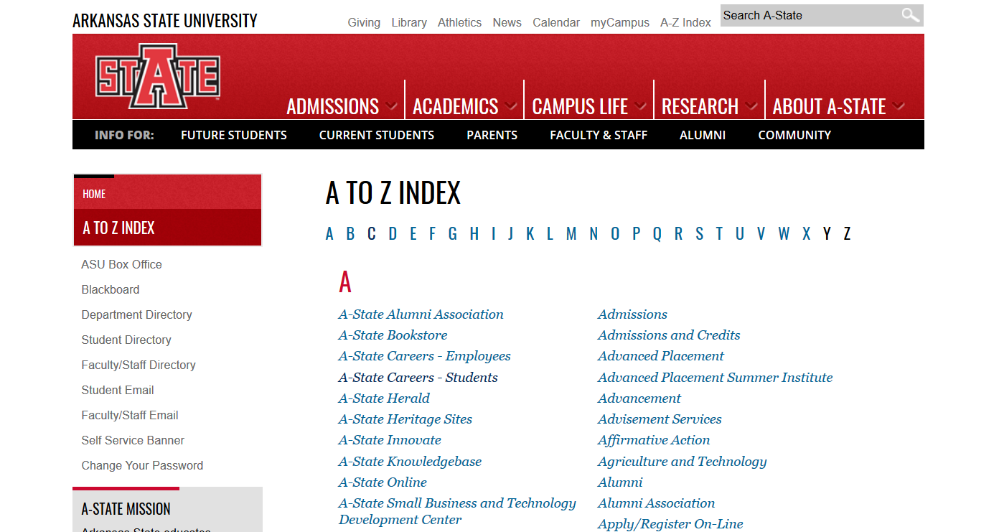 ARKANSAS STATE UNIVERSITY
Giving Library Athletics News Calendar myCampus A-Z Index
Search A-State
STATE
ADMISSIONS ACADEMICS CAMPUS LIFE RESEARCH ABOUT A-STATE
INFO FOR: FUTURE STUDENTS CURRENT STUDENTS PARENTS FACULTY & STAFF ALUMNI COMMUNITY
HOME
A TO Z INDEX
ASU Box Office
Blackboard
Department Directory
Student Directory
Faculty/Staff Directory
Student Email
Faculty/Staff Email
Self Service Banner
Change Your Password
A-STATE MISSION
Arkansas State educates
A TO Z INDEX
A B C D E F G H I J K L M N O P Q R S T U V W X Y Z
A
A-State Alumni Association
A-State Bookstore
A-State Careers - Employees
A-State Careers - Students
A-State Herald
A-State Heritage Sites
A-State Innovate
A-State Knowledgebase
A-State Online
A-State Small Business and Technology
Development Center
Admissions
Admissions and Credits
Advanced Placement
Advanced Placement Summer Institute
Advancement
Advisement Services
Affirmative Action
Agriculture and Technology
Alumni
Alumni Association
Apply/Register On-Line